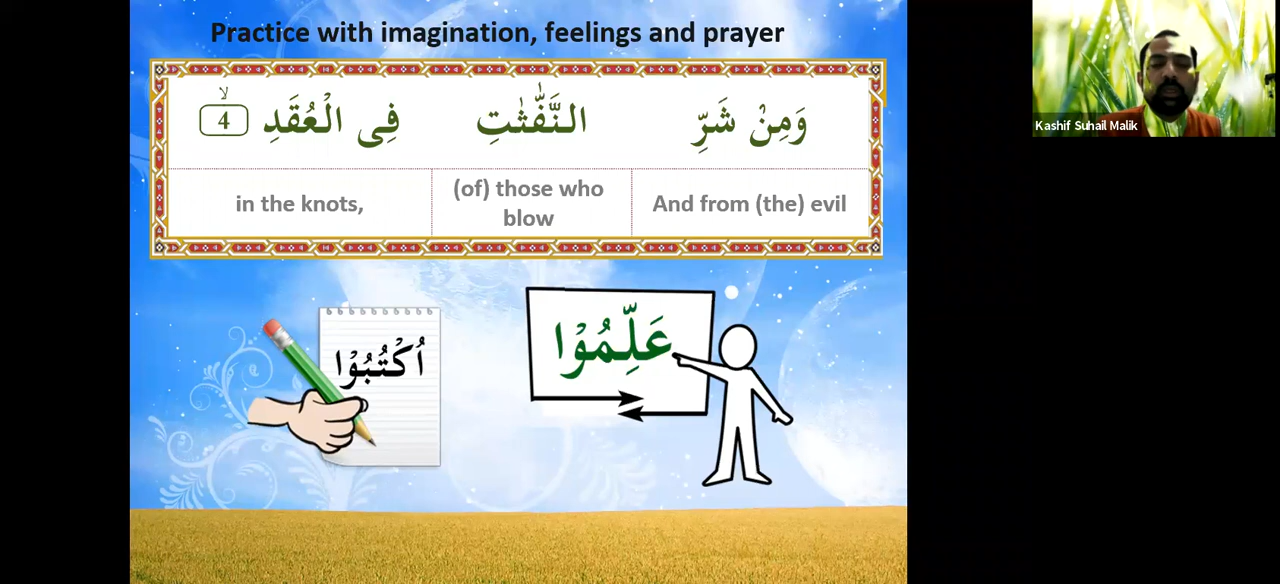 Practice with imagination, feelings and prayer
وَمِنْ شَرِّ النَّفّٰثٰتِ فِی الْعُقَدِ ۙ 4
And from (the) evil
(of) those who
blow
in the knots,
اُكْتُبُوْا
عَلِّمُوْا
Kashif Suhail Malik